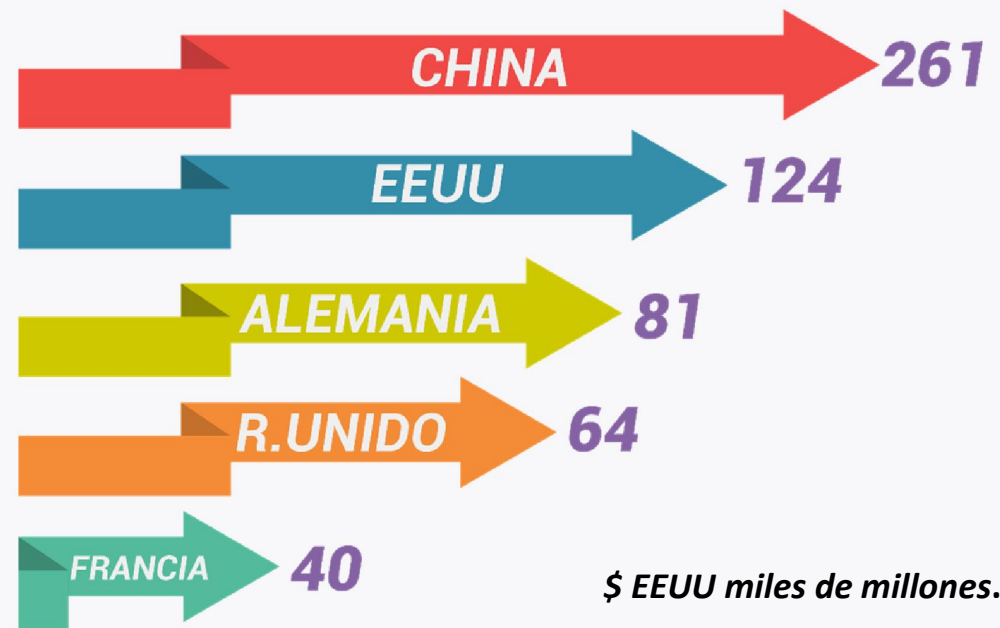 CHINA 261
EEUU 124
ALEMANIA 81
R.UNIDO 64
FRANCIA 40
$ EEUU miles de millones.